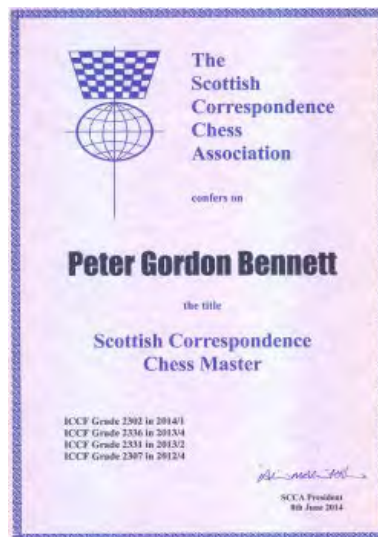 The
Scottish
Correspondence
Chess
Association
confers on
Peter Gordon Bennett
the title
Scottish Correspondence
Chess Master
ICCF Grade 2302 in 2014/1
ICCF Grade 2336 in 2013/4
ICCF Grade 2331 in 2013/2
ICCF Grade 2307 in 2012/4
SCCA President
8th June 2014